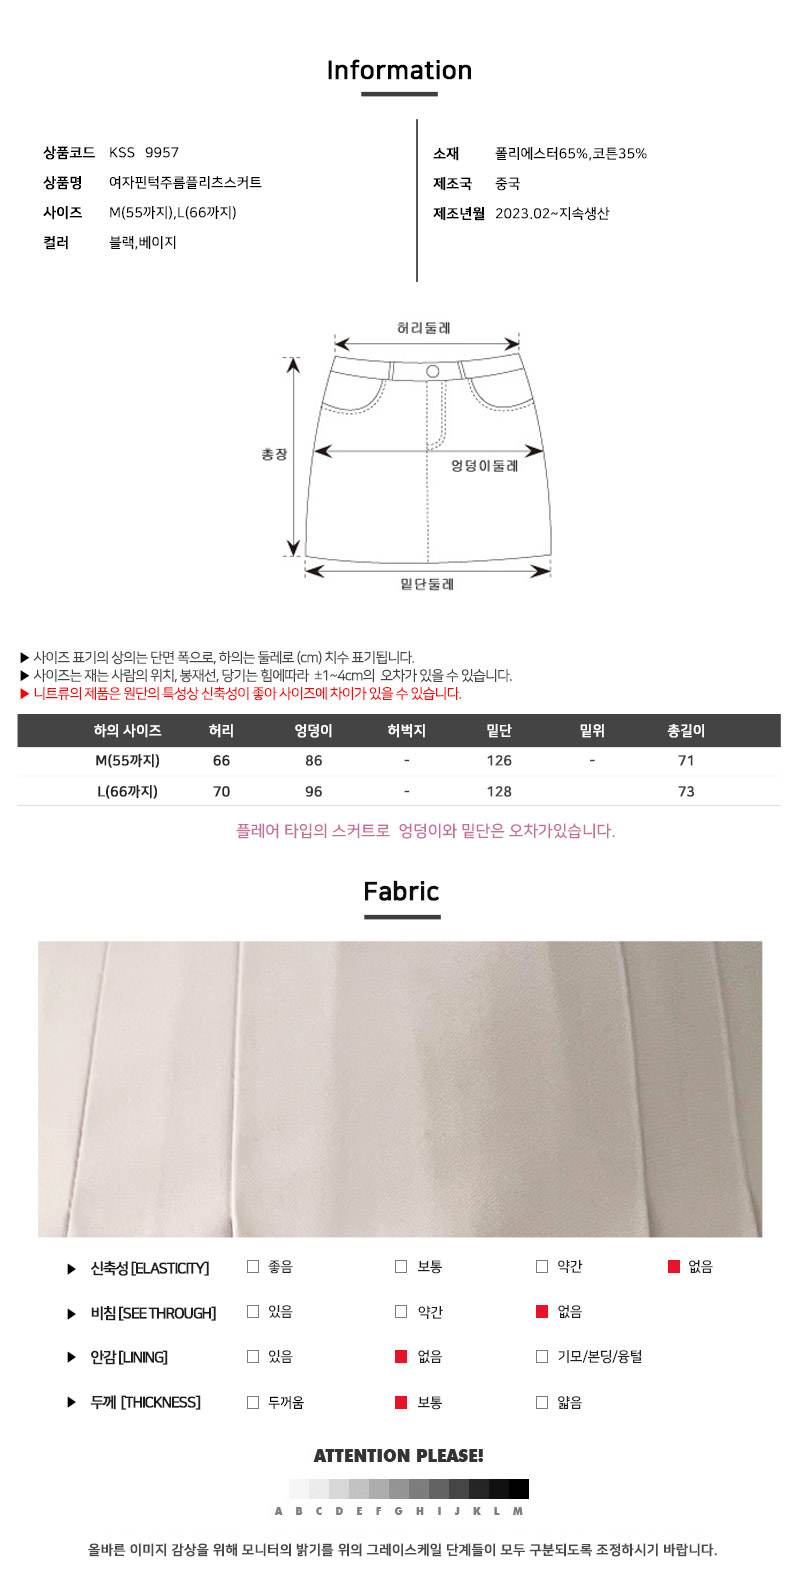 Information
상품코드 KSS 9957
상품명 여자핀턱주름플리츠스커트
사이즈 M(55까지),L(66까지)
컬러 블랙,베이지
소재 폴리에스터65%,코튼35%
제조국 중국
제조년월 2023.02~지속생산
허리둘레
총장
엉덩이둘레
밑단둘레
▶ 사이즈 표기의 상의는 단면 폭으로, 하의는 둘레로 (cm) 치수 표기됩니다.
▶ 사이즈는 재는 사람의 위치, 봉재선, 당기는 힘에따라 ±1~4cm의 오차가 있을 수 있습니다.
▶ 니트류의 제품은 원단의 특성상 신축성이 좋아 사이즈에 차이가 있을 수 있습니다.
하의 사이즈 허리 엉덩이 허벅지 밑단 밑위 총길이
M(55까지) 66 86 - 126 - 71
L(66까지) 70 96 - 128 73
플레어 타입의 스커트로 엉덩이와 밑단은 오차가있습니다.
Fabric
▶ 신축성 [ELASTICITY] 좋음 보통 약간 없음
▶ 비침 [SEE THROUGH] 있음 약간 없음
▶ 안감 [LINING] 있음 없음 기모/본딩/융털
▶ 두께 [THICKNESS] 두꺼움 보통 얇음
ATTENTION PLEASE!
A B C D E F G H I J K L M
올바른 이미지 감상을 위해 모니터의 밝기를 위의 그레이스케일 단계들이 모두 구분되도록 조정하시기 바랍니다.